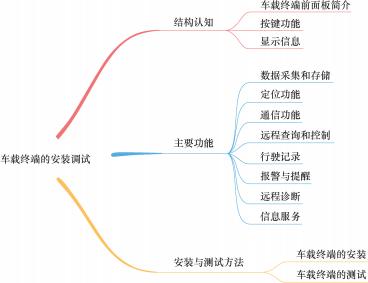 车载终端的安装调试
结构认知
车载终端前面板简介
按键功能
显示信息
主要功能
数据采集和存储
定位功能
通信功能
远程查询和控制
行驶记录
报警与提醒
远程诊断
信息服务
安装与测试方法
车载终端的安装
车载终端的测试